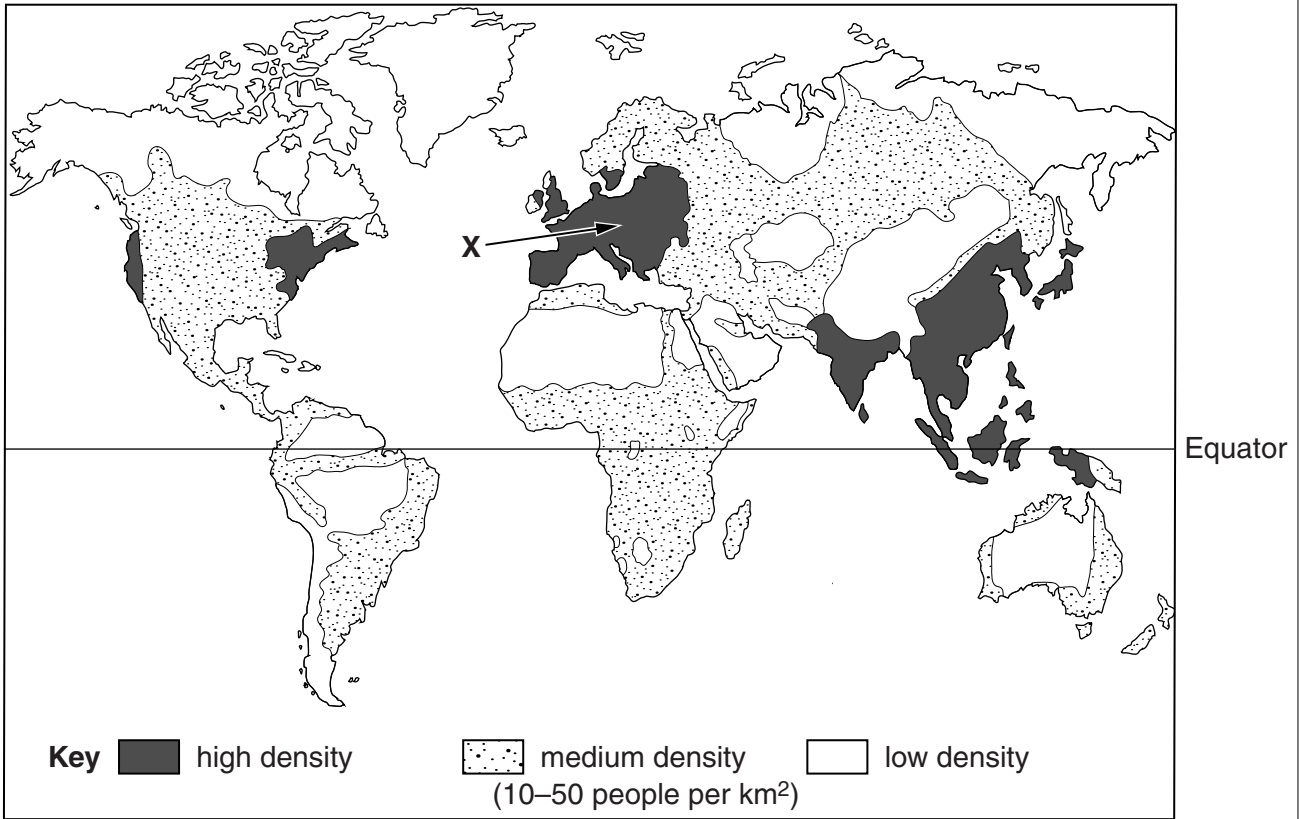 X
Equator
Key high density medium density low density
(10–50 people per km²)